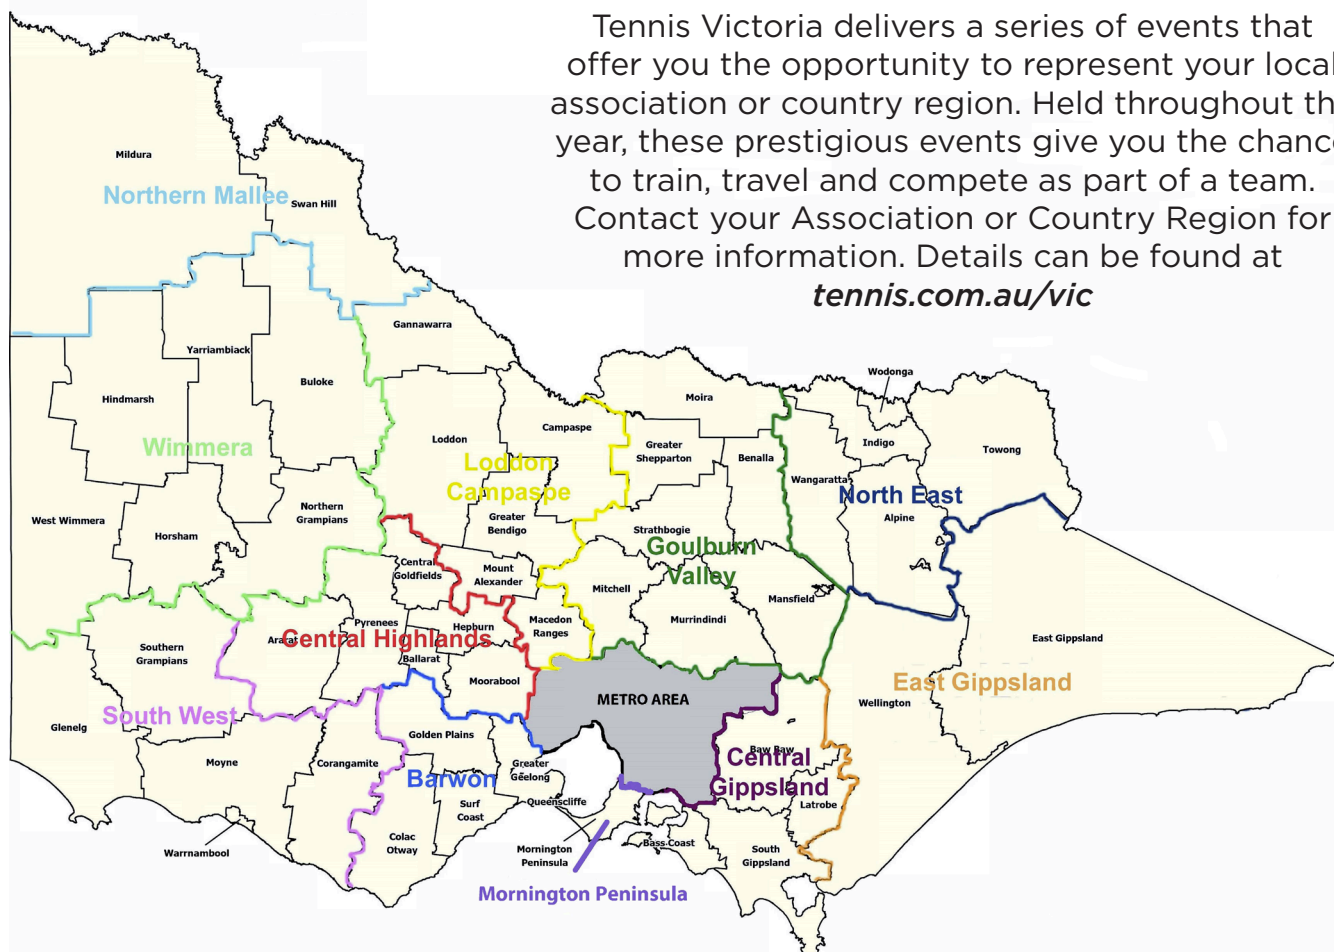 Tennis Victoria delivers a series of events that
offer you the opportunity to represent your local
association or country region. Held throughout th
year, these prestigious events give you the chance
to train, travel and compete as part of a team.
Contact your Association or Country Region for
more information. Details can be found at
tennis.com.au/vic
Mildura
Northern Mallee
Swan Hill
Gannawarra
Yarriambiack
Buloke
Hindmarsh
Wimmera
Loddon
Campaspe
Loddon
Campaspe
Moira
Wodonga
Greater
Shepparton
Benalla
Indigo
Towong
Wangaratta
North East
Alpine
West Wimmera
Horsham
Northern
Grampians
Greater
Bendigo
Strathbogie
Goulburn
Valley
Central
Goldfields
Mount
Alexander
Mitchell
Mansfield
Murrindindi
Macedon
Ranges
Hepburn
Pyrenees
Ararat
Central Highlands
Ballarat
Moorabool
Southern
Grampians
East Gippsland
East Gippsland
Wellington
METRO AREA
South West
Glenelg
Moyne
Corangamite
Golden Plains
Barwon
Greater
Geelong
Baw Baw
Central
Gippsland
Latrobe
Queenscliffe
Surf
Coast
Colac
Otway
Warrnambool
Mornington
Peninsula
Bass Coast
South
Gippsland
Mornington Peninsula